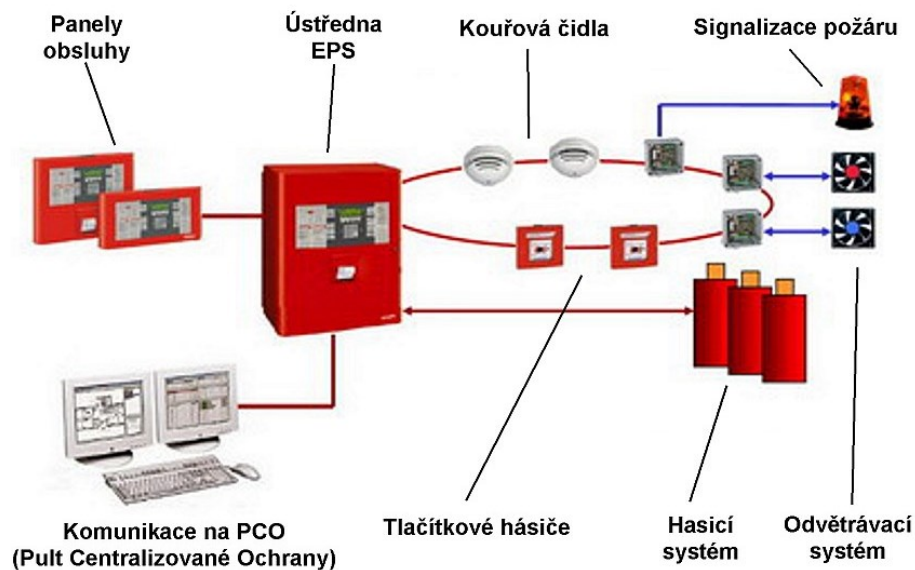 Panely
obsluhy
Ústředna
EPS
Kouřová čidla
Signalizace požáru
Komunikace na PCO
(Pult Centralizované Ochrany)
Tlačítkové hásiče
Hasicí
systém
Odvětrávací
systém